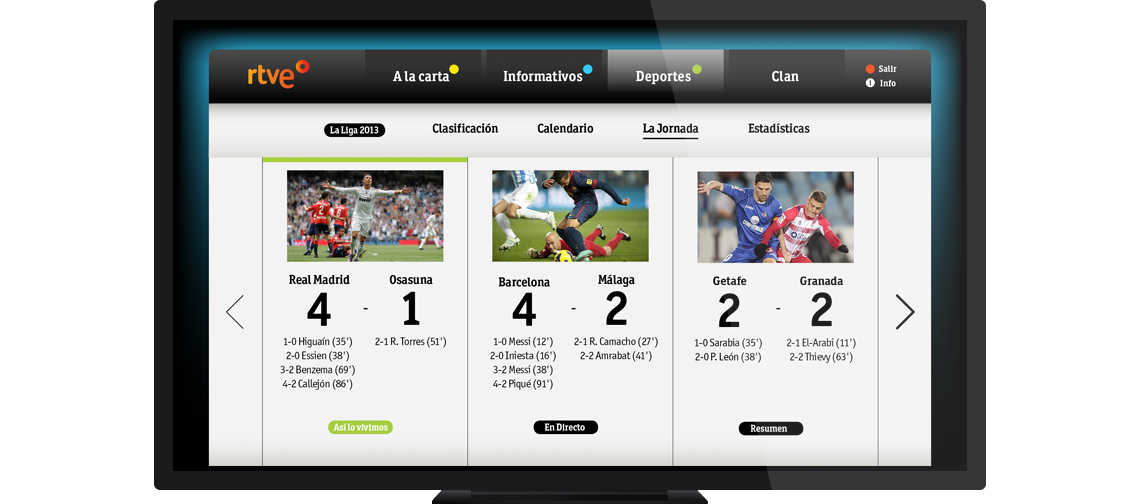 rtve
A la carta
Informativos
Deportes
Clan
Salir
i Info
La Liga 2013
Clasificación
Calendario
La Jornada
Estadísticas
Real Madrid
Osasuna
4 - 1
1-0 Higuaín (35')
2-0 Essien (38')
3-2 Benzema (69')
4-2 Callejón (86')
2-1 R. Torres (51')
Así lo vivimos
Barcelona
Málaga
4 - 2
1-0 Messi (12')
2-0 Iniesta (16')
3-2 Messi (38')
4-2 Piqué (91')
2-1 R. Camacho (27')
2-2 Amrabat (41')
En Directo
Getafe
Granada
2 - 2
1-0 Sarabia (35')
2-0 P. León (38')
2-1 El-Arabi (11')
2-2 Thievy (63')
Resumen